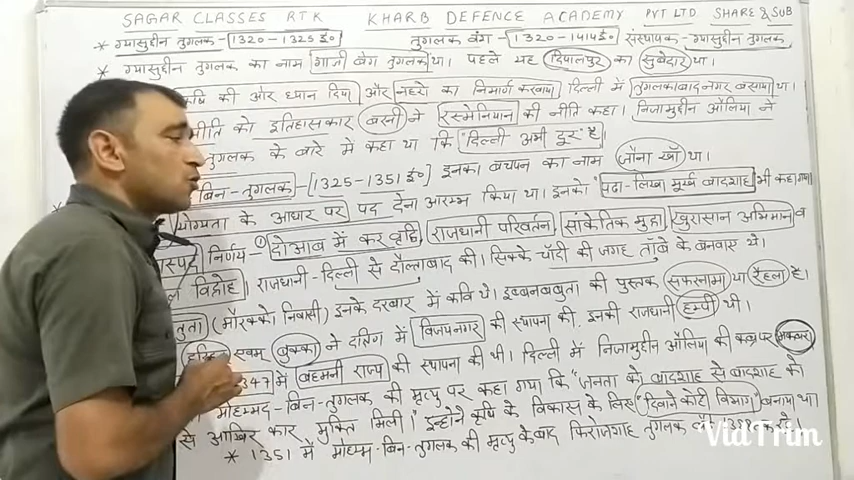 SAGAR CLASSES RTK KHARB DEFENCE ACADEMY PVT LTD SHARE & SUB
* ग्यासुद्दीन तुगलक - 1320 - 1325 ई० तुगलक वंश - 1320 - 1414 ई० संस्थापक - ग्यासुद्दीन तुगलक
* ग्यासुद्दीन तुगलक का नाम गाजी बेग तुगलक था। पहले यह दिपालपुर का सुबेदार था।
कृषि की ओर ध्यान दिया और नहरो का निमार्ण करवाया दिल्ली में तुगलकाबाद नगर बसाया था।
नीति को इतिहासकार बरनी ने रस्मेनियान की नीति कहा। निजामुद्दीन औलिया ने
तुगलक के बारे मे कहा था कि "दिल्ली अभी दूर" है
बिन - तुगलक - [1325 - 1351 ई०] इनका बचपन का नाम जौना खाँ था।
योग्यता के आधार पर पद देना आरम्भ किया था। इनको "पढा-लिखा मूर्ख बादशाह" भी कहा गया
निर्णय - ① दोआब में कर वृद्धि, राजधानी परिवर्तन, सांकेतिक मुद्रा, खुरासान अभिमान व
विद्रोह। राजधानी - दिल्ली से दौलताबाद की। सिक्के चाँदी की जगह ताँबे के बनवाए थे।
(मौरक्को निवासी) इनके दरबार में कवि थे। इब्बनबबुता की पुस्तक सफरनामा या रेहला है।
हरिहर एवम् बुक्का ने दक्षिण में विजयनगर की स्थापना की. इनकी राजधानी हम्पी थी।
1347 में बहमनी राज्य की स्थापना की थी। दिल्ली में निजामुद्दीन औलिया की कब्र पर मकबरा
मोहम्मद - बिन - तुगलक की मृत्यु पर कहा गया कि "जनता को बादशाह से बादशाह को
से आखिर कार मुक्ति मिली।" इन्होने कृषि के विकास के लिए "दिवाने कोही विभाग" बनाया था।
* 1351 में मोहम्म - बिन - तुगलक की मृत्यु के बाद फिरोजशाह तुगलक
VidTrim